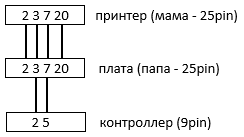 2 3 7 20 принтер (мама - 25pin)
2 3 7 20 плата (папа - 25pin)
2 5 контроллер (9pin)